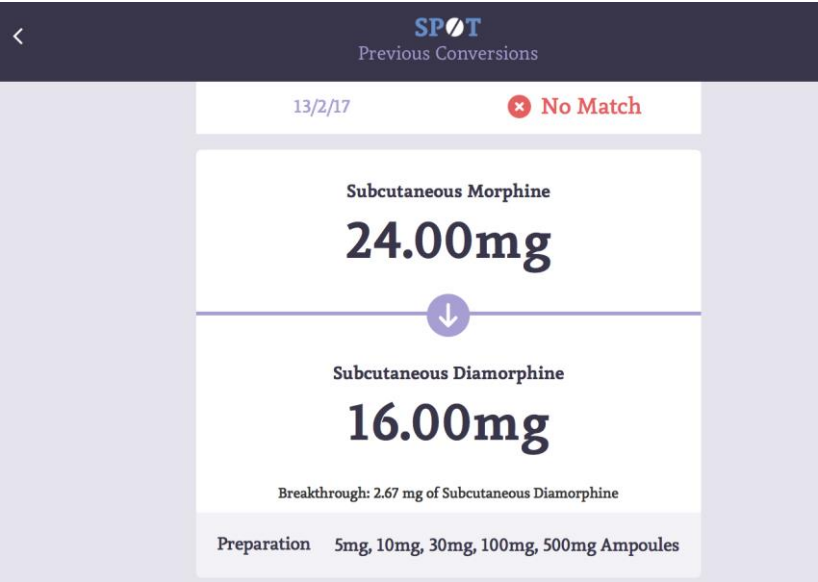 SPOT
Previous Conversions
13/2/17 No Match
Subcutaneous Morphine
24.00mg
Subcutaneous Diamorphine
16.00mg
Breakthrough: 2.67 mg of Subcutaneous Diamorphine
Preparation 5mg, 10mg, 30mg, 100mg, 500mg Ampoules